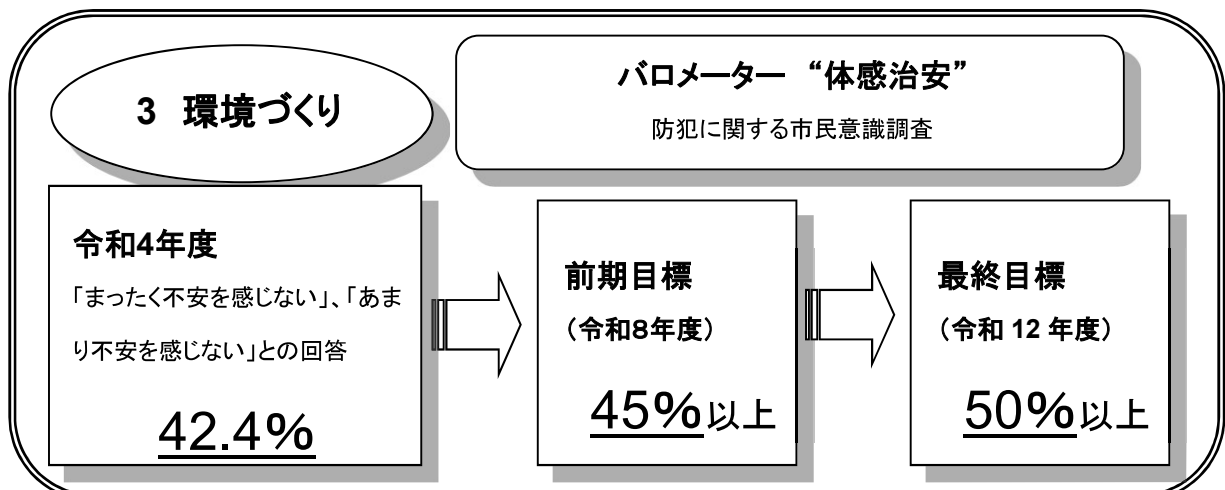 3 環境づくり
バロメーター “体感治安”
防犯に関する市民意識調査
令和4年度
「まったく不安を感じない」、「あま
り不安を感じない」との回答
42.4%
前期目標
（令和8年度）
45%以上
最終目標
（令和 12 年度）
50%以上